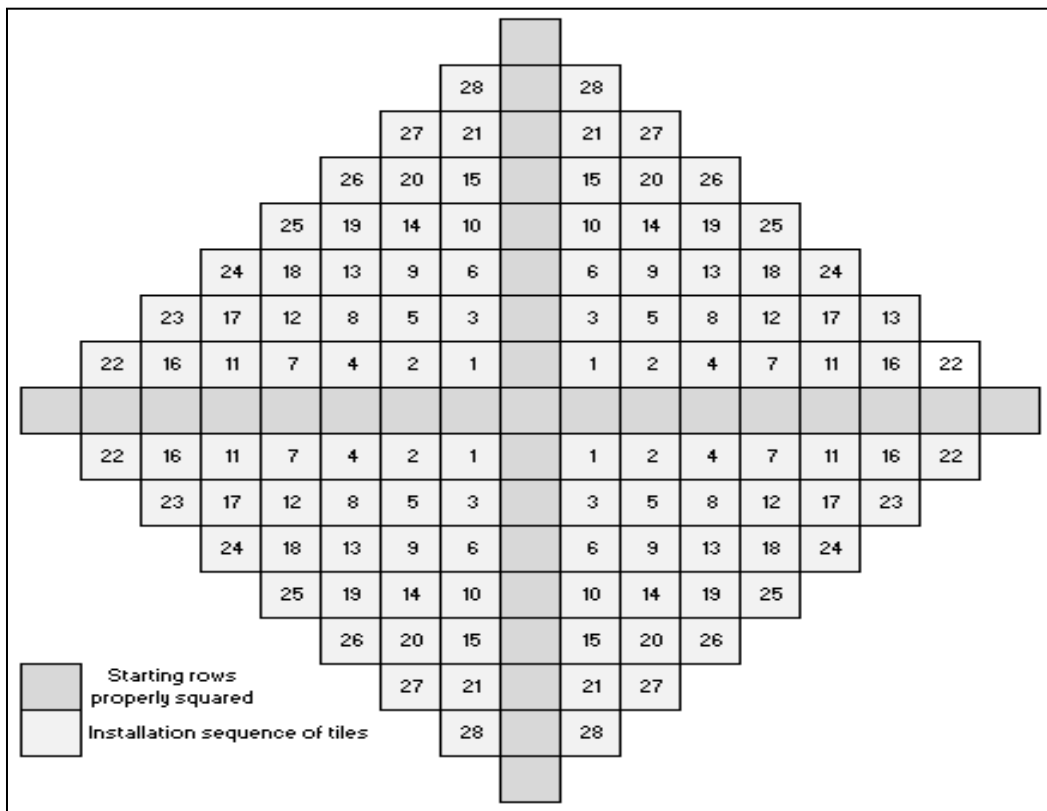 28 28
27 21 21 27
26 20 15 15 20 26
25 19 14 10 10 14 19 25
24 18 13 9 6 6 9 13 18 24
23 17 12 8 5 3 3 5 8 12 17 13
22 16 11 7 4 2 1 1 2 4 7 11 16 22
22 16 11 7 4 2 1 1 2 4 7 11 16 22
23 17 12 8 5 3 3 5 8 12 17 23
24 18 13 9 6 6 9 13 18 24
25 19 14 10 10 14 19 25
26 20 15 15 20 26
27 21 21 27
28 28
Starting rows
properly squared
Installation sequence of tiles